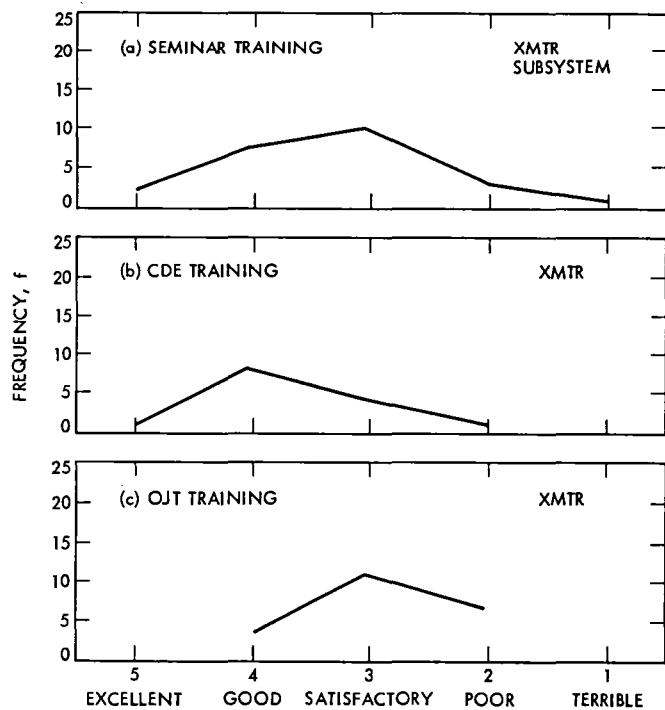 25
(a) SEMINAR TRAINING
XMTR
SUBSYSTEM
20
15
10
5
0
25
(b) CDE TRAINING
XMTR
20
15
10
5
0
FREQUENCY, f
25
(c) OJT TRAINING
XMTR
20
15
10
5
0
5 4 3 2 1
EXCELLENT GOOD SATISFACTORY POOR TERRIBLE